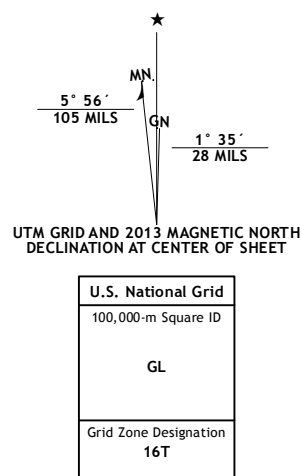 ★
MN.
5° 56´
105 MILS
GN
1° 35´
28 MILS
UTM GRID AND 2013 MAGNETIC NORTH
DECLINATION AT CENTER OF SHEET
U.S. National Grid
100,000-m Square ID
GL
Grid Zone Designation
16T